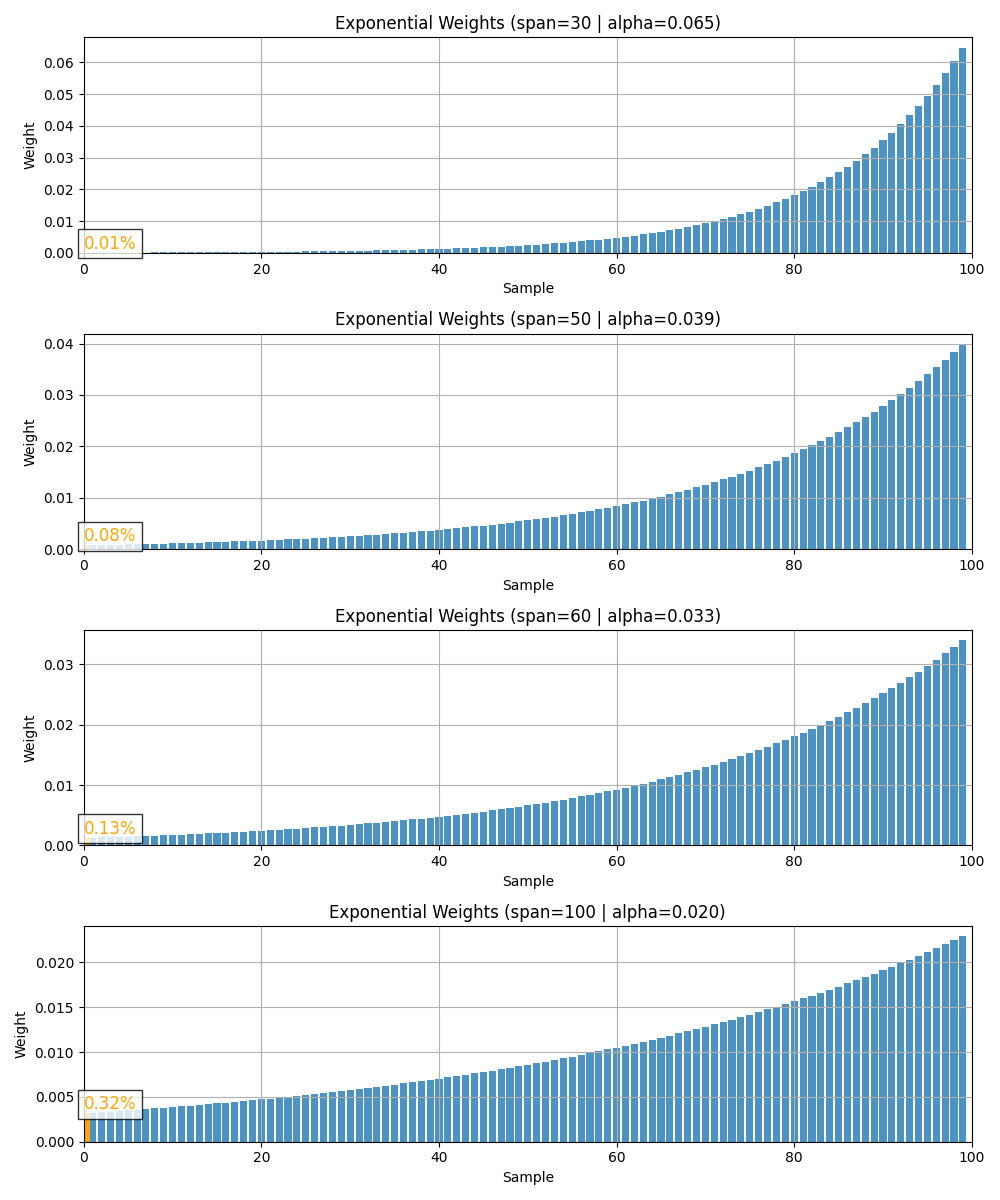 Exponential Weights (span=30 | alpha=0.065)
0.06
0.05
0.04
0.03
0.02
0.01
0.00
Weight
0.01%
0 20 40 60 80 100
Sample
Exponential Weights (span=50 | alpha=0.039)
0.04
0.03
0.02
0.01
0.00
Weight
0.08%
0 20 40 60 80 100
Sample
Exponential Weights (span=60 | alpha=0.033)
0.03
0.02
0.01
0.00
Weight
0.13%
0 20 40 60 80 100
Sample
Exponential Weights (span=100 | alpha=0.020)
0.020
0.015
0.010
0.005
0.000
Weight
0.32%
0 20 40 60 80 100
Sample